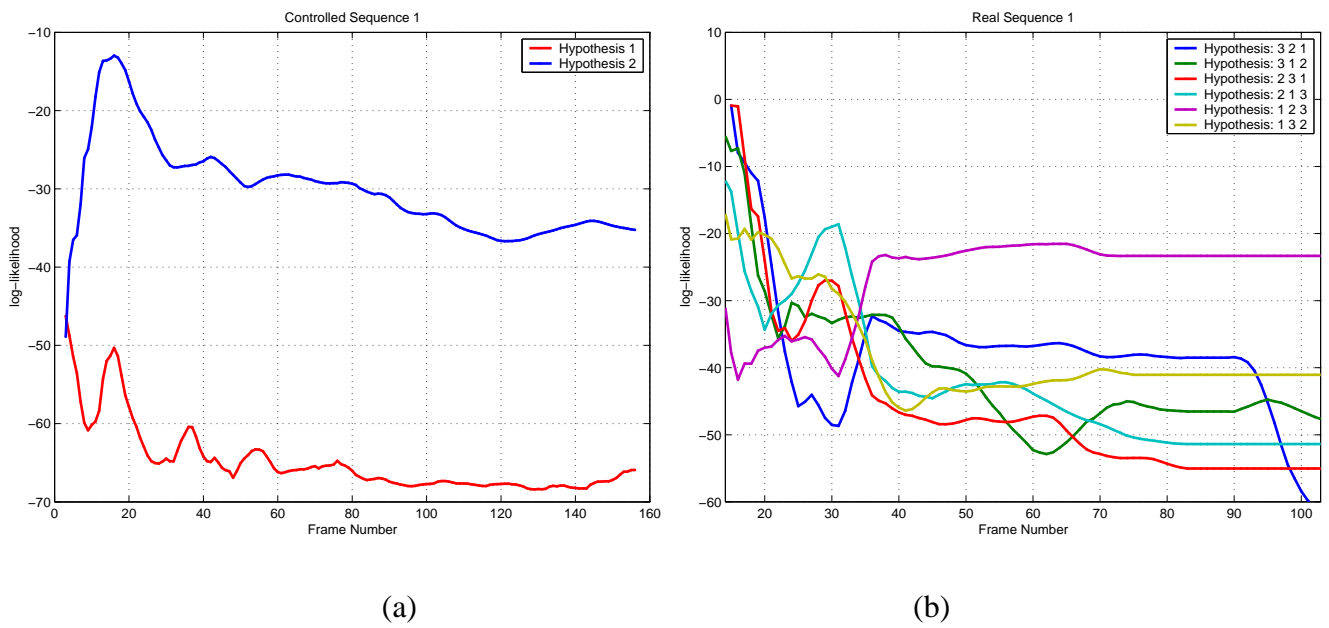 Controlled Sequence 1
-10
-20
-30
-40
-50
-60
-70
0
20
40
60
80
100
120
140
160
log-likelihood
Frame Number
Hypothesis 1
Hypothesis 2
(a)
Real Sequence 1
10
0
-10
-20
-30
-40
-50
-60
20
30
40
50
60
70
80
90
100
log-likelihood
Frame Number
Hypothesis: 3 2 1
Hypothesis: 3 1 2
Hypothesis: 2 3 1
Hypothesis: 2 1 3
Hypothesis: 1 2 3
Hypothesis: 1 3 2
(b)